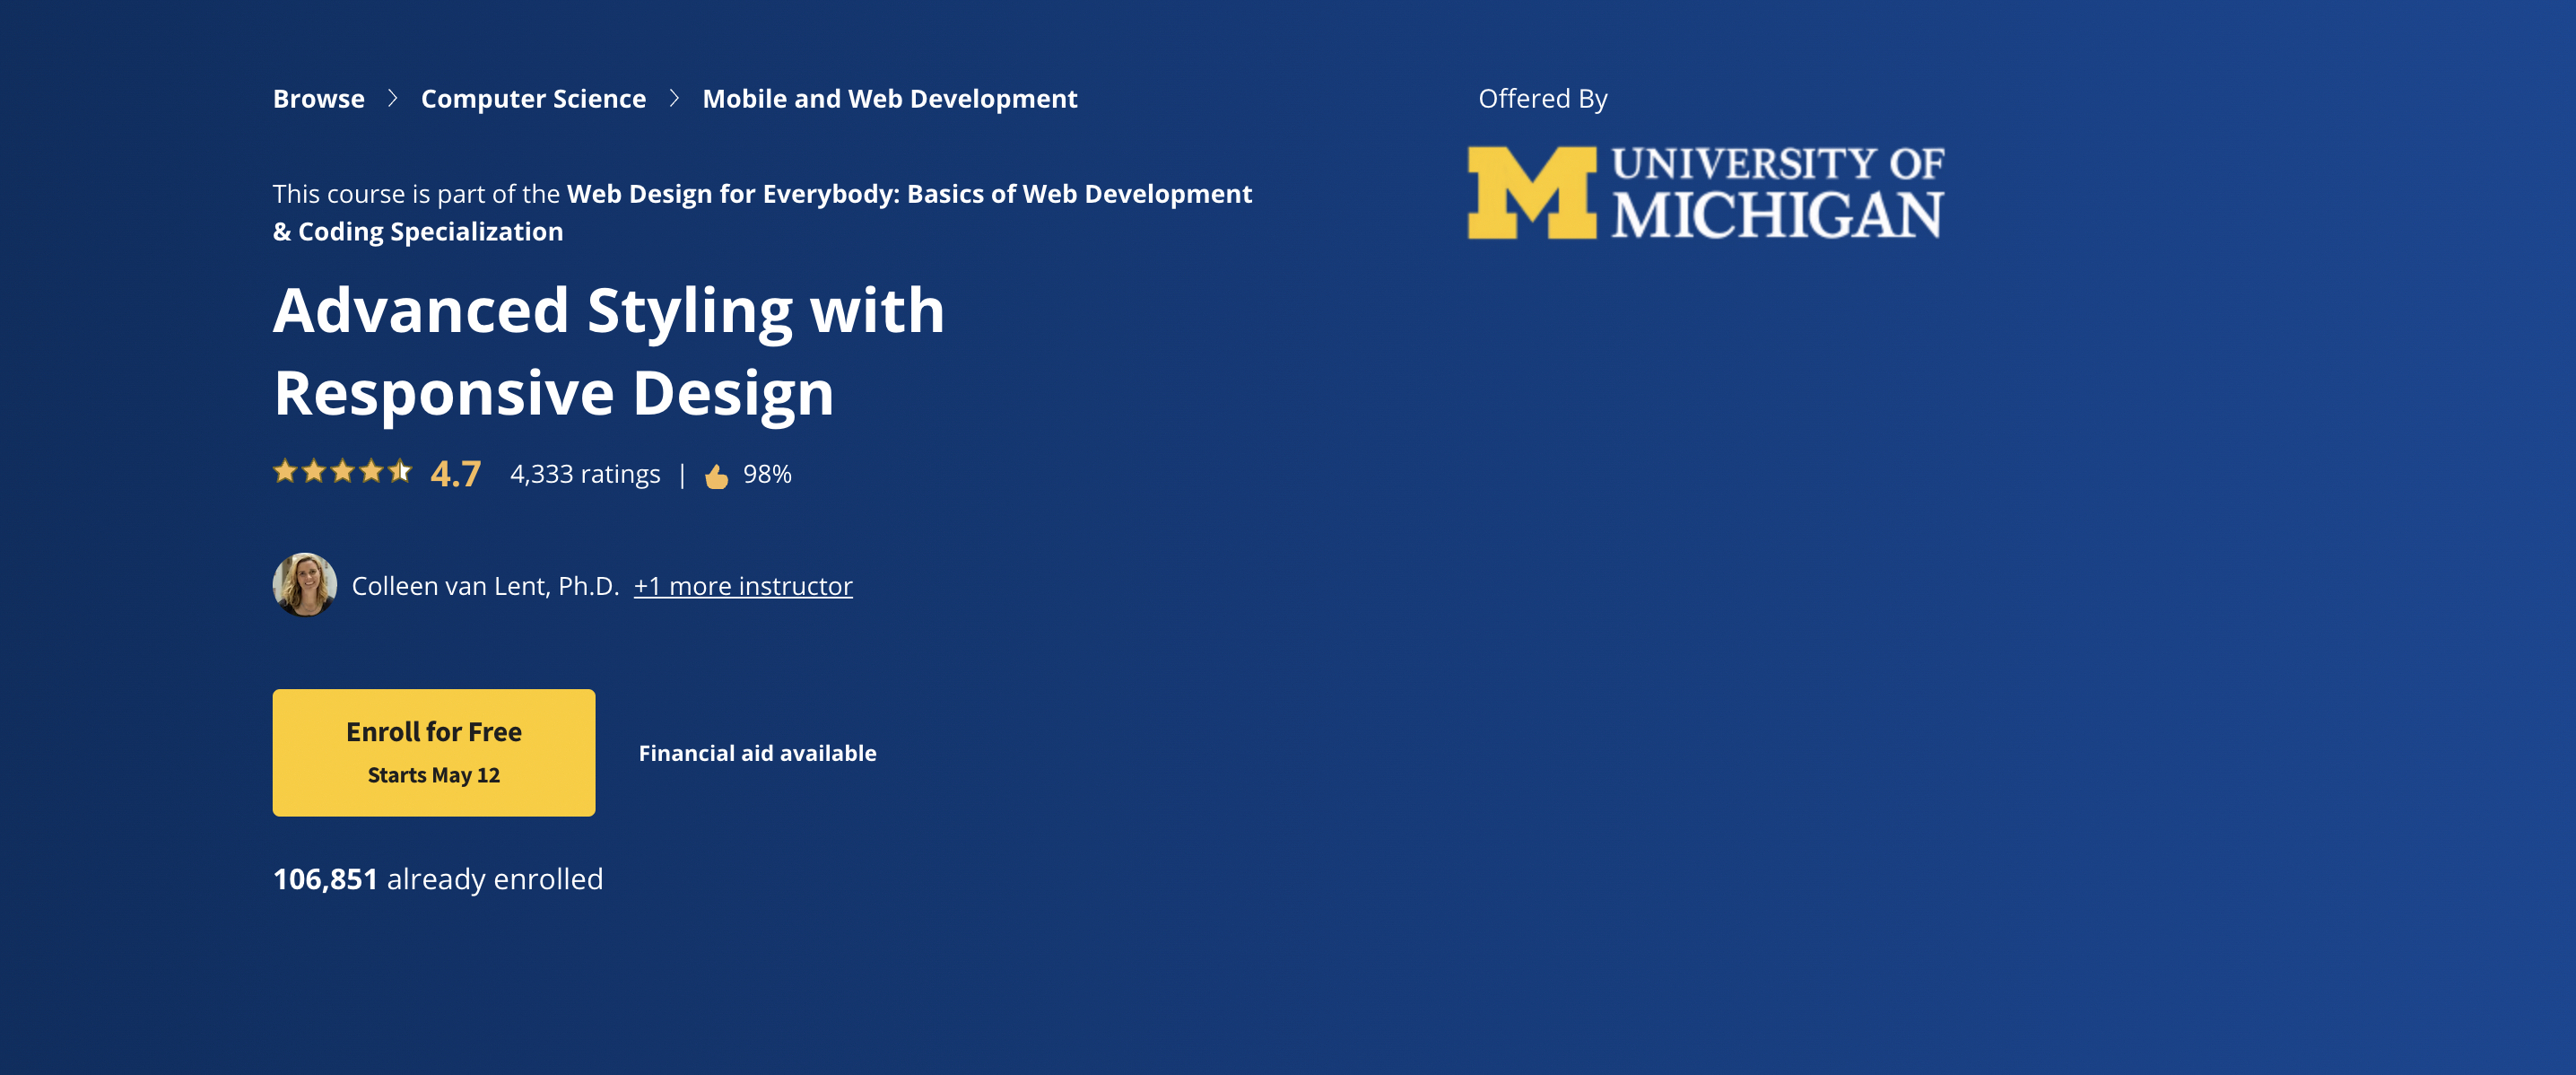 Browse > Computer Science > Mobile and Web Development
Offered By
UNIVERSITY OF
MICHIGAN
This course is part of the Web Design for Everybody: Basics of Web Development
& Coding Specialization
Advanced Styling with
Responsive Design
4.7 4,333 ratings | 98%
Colleen van Lent, Ph.D. +1 more instructor
Enroll for Free
Starts May 12
Financial aid available
106,851 already enrolled